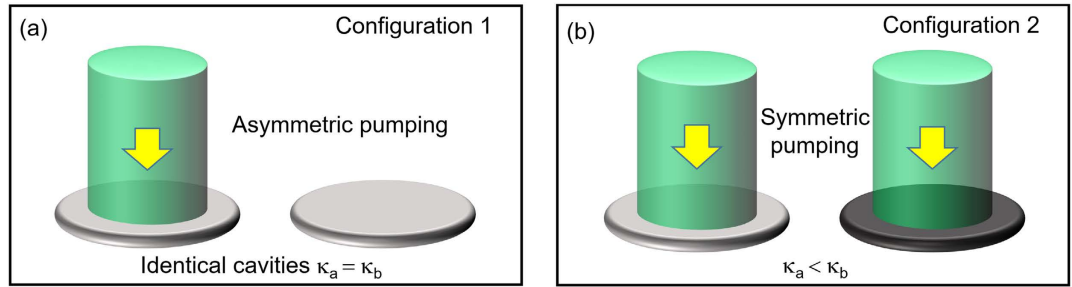 (a)
Configuration 1
Asymmetric pumping
Identical cavities κa = κb
(b)
Configuration 2
Symmetric
pumping
κa < κb